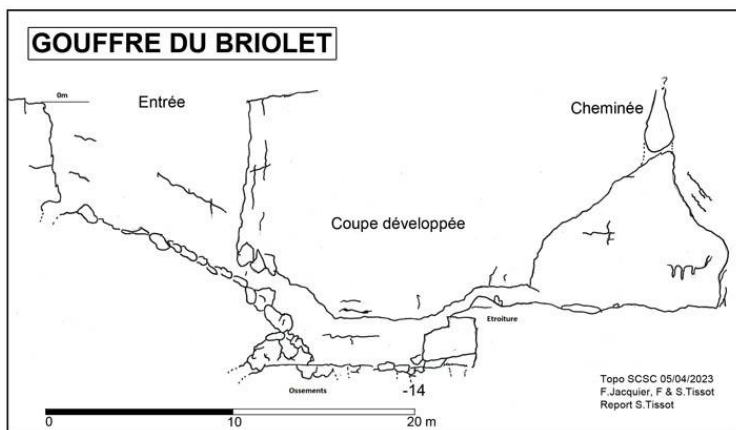 GOUFFRE DU BRIOLET
0m
Entrée
Cheminée
?
Coupe développée
Etroiture
Ossements
-14
Topo SCSC 05/04/2023
F.Jacquier, F & S.Tissot
Report S.Tissot
0 10 20 m